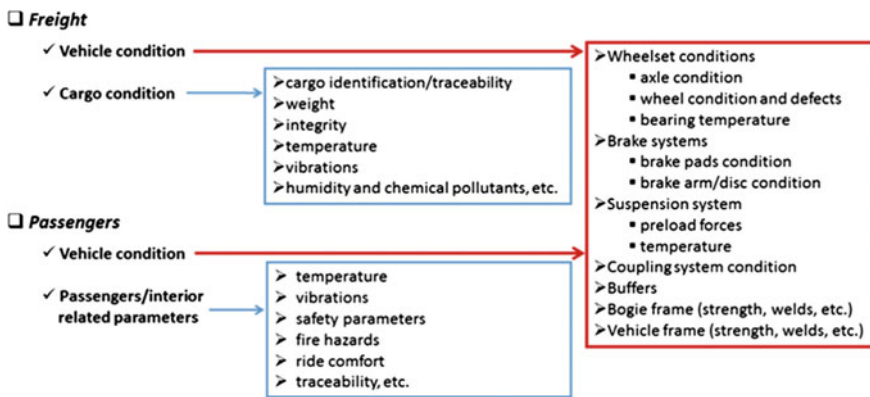 ❑ Freight
✓ Vehicle condition
✓ Cargo condition
➢cargo identification/traceability
➢weight
➢integrity
➢temperature
➢vibrations
➢humidity and chemical pollutants, etc.
❑ Passengers
✓ Vehicle condition
✓ Passengers/interior
related parameters
➢ temperature
➢ vibrations
➢ safety parameters
➢ fire hazards
➢ ride comfort
➢ traceability, etc.
➢Wheelset conditions
▪ axle condition
▪ wheel condition and defects
▪ bearing temperature
➢Brake systems
▪ brake pads condition
▪ brake arm/disc condition
➢Suspension system
▪ preload forces
▪ temperature
➢Coupling system condition
➢Buffers
➢Bogie frame (strength, welds, etc.)
➢Vehicle frame (strength, welds, etc.)